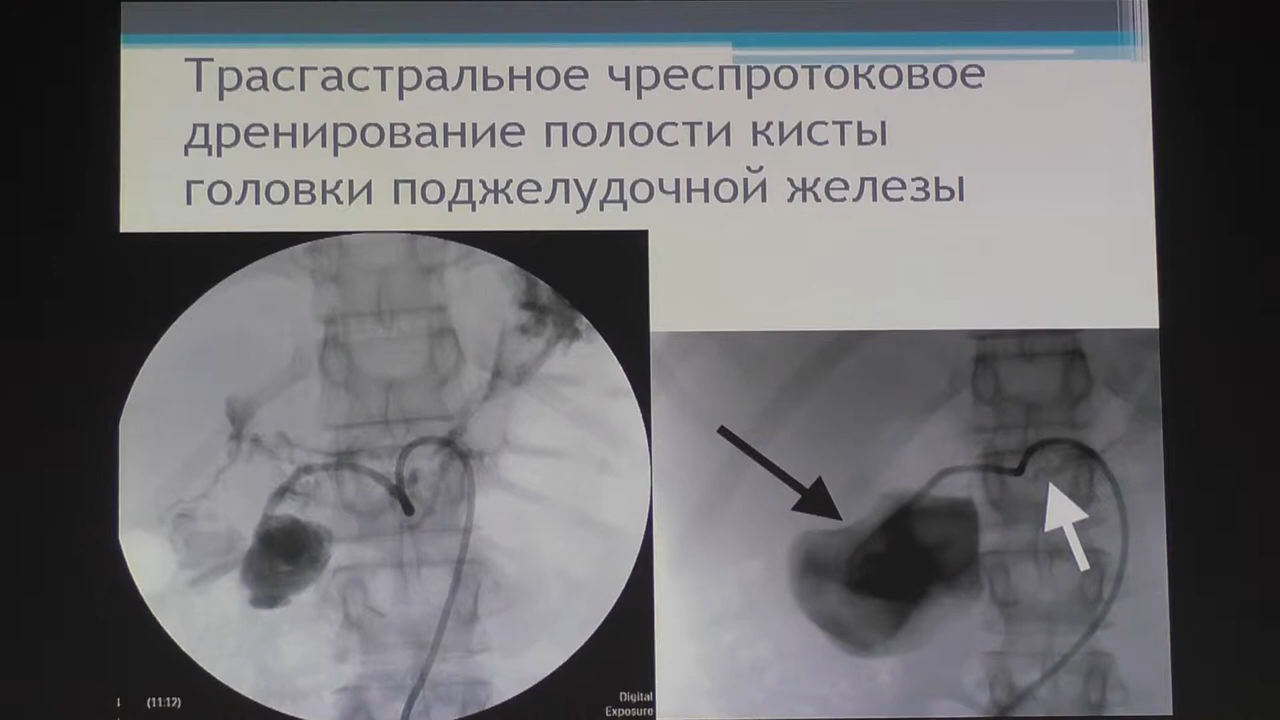 Трасгастральное чреспротоковое
дренирование полости кисты
головки поджелудочной железы
(11:12)
Digital
Exposure